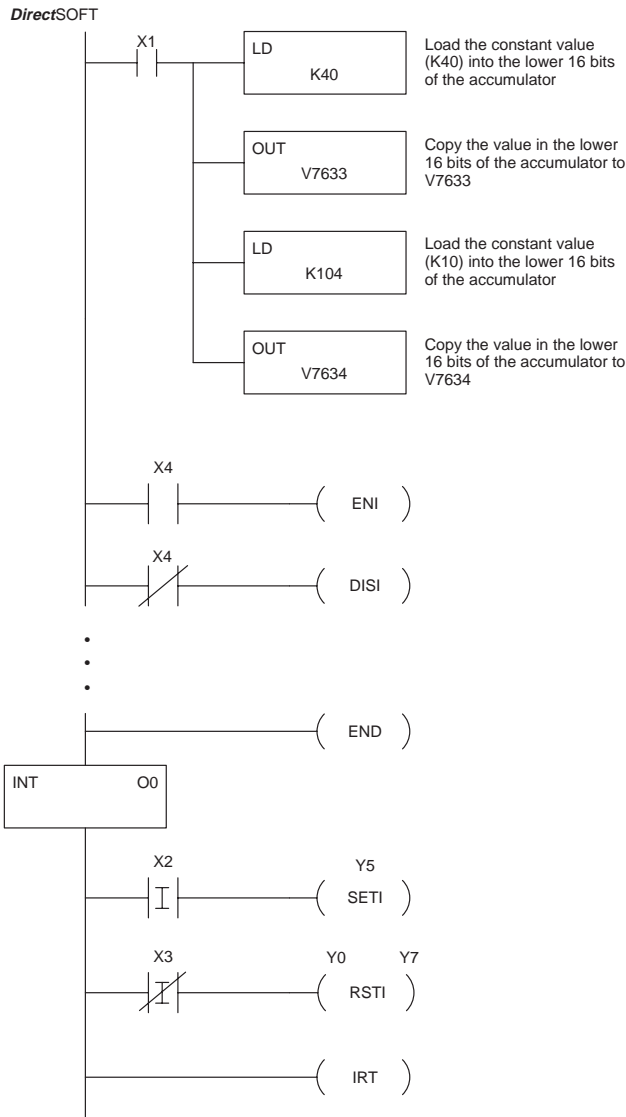 DirectSOFT
X1
LD
K40
Load the constant value
(K40) into the lower 16 bits
of the accumulator
OUT
V7633
Copy the value in the lower
16 bits of the accumulator to
V7633
LD
K104
Load the constant value
(K10) into the lower 16 bits
of the accumulator
OUT
V7634
Copy the value in the lower
16 bits of the accumulator to
V7634
X4
ENI
X4
DISI
END
INT O0
X2 Y5
SETI
X3 Y0 Y7
RSTI
IRT